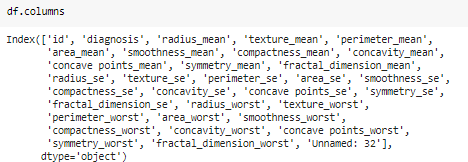 df.columns
Index(['id', 'diagnosis', 'radius_mean', 'texture_mean', 'perimeter_mean',
'area_mean', 'smoothness_mean', 'compactness_mean', 'concavity_mean',
'concave points_mean', 'symmetry_mean', 'fractal_dimension_mean',
'radius_se', 'texture_se', 'perimeter_se', 'area_se', 'smoothness_se',
'compactness_se', 'concavity_se', 'concave points_se', 'symmetry_se',
'fractal_dimension_se', 'radius_worst', 'texture_worst',
'perimeter_worst', 'area_worst', 'smoothness_worst',
'compactness_worst', 'concavity_worst', 'concave points_worst',
'symmetry_worst', 'fractal_dimension_worst', 'Unnamed: 32'],
dtype='object')